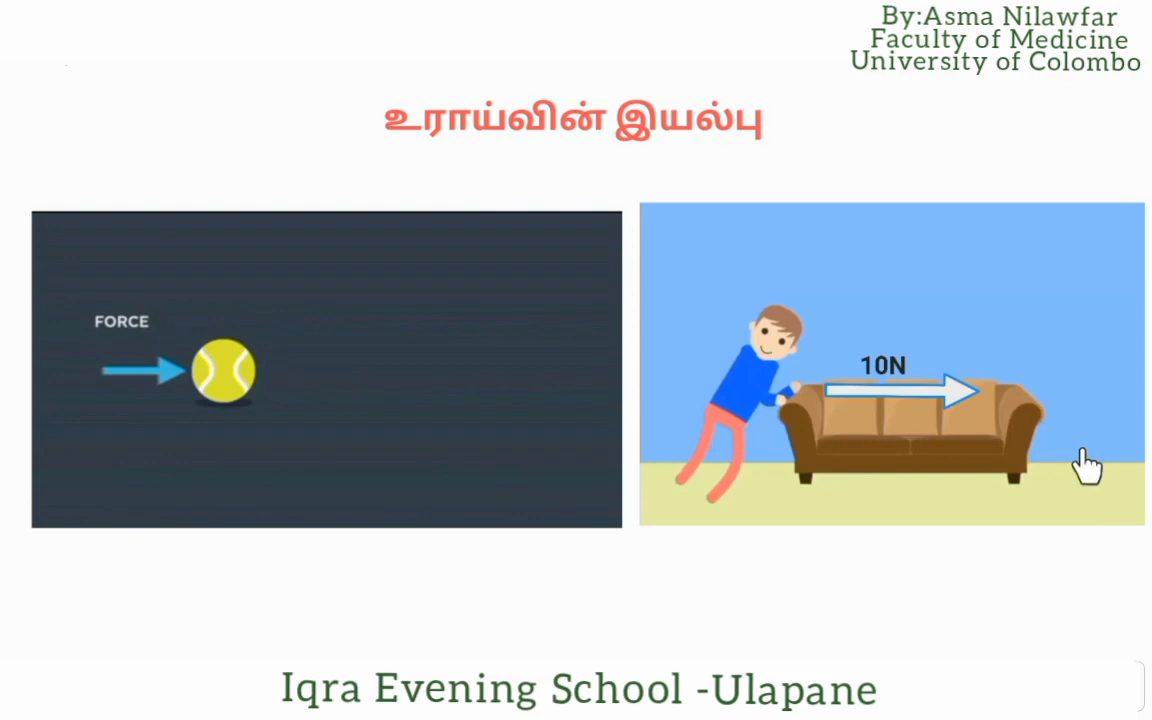 By:Asma Nilawfar
Faculty of Medicine
University of Colombo
உராய்வின் இயல்பு
FORCE
10N
Iqra Evening School -Ulapane